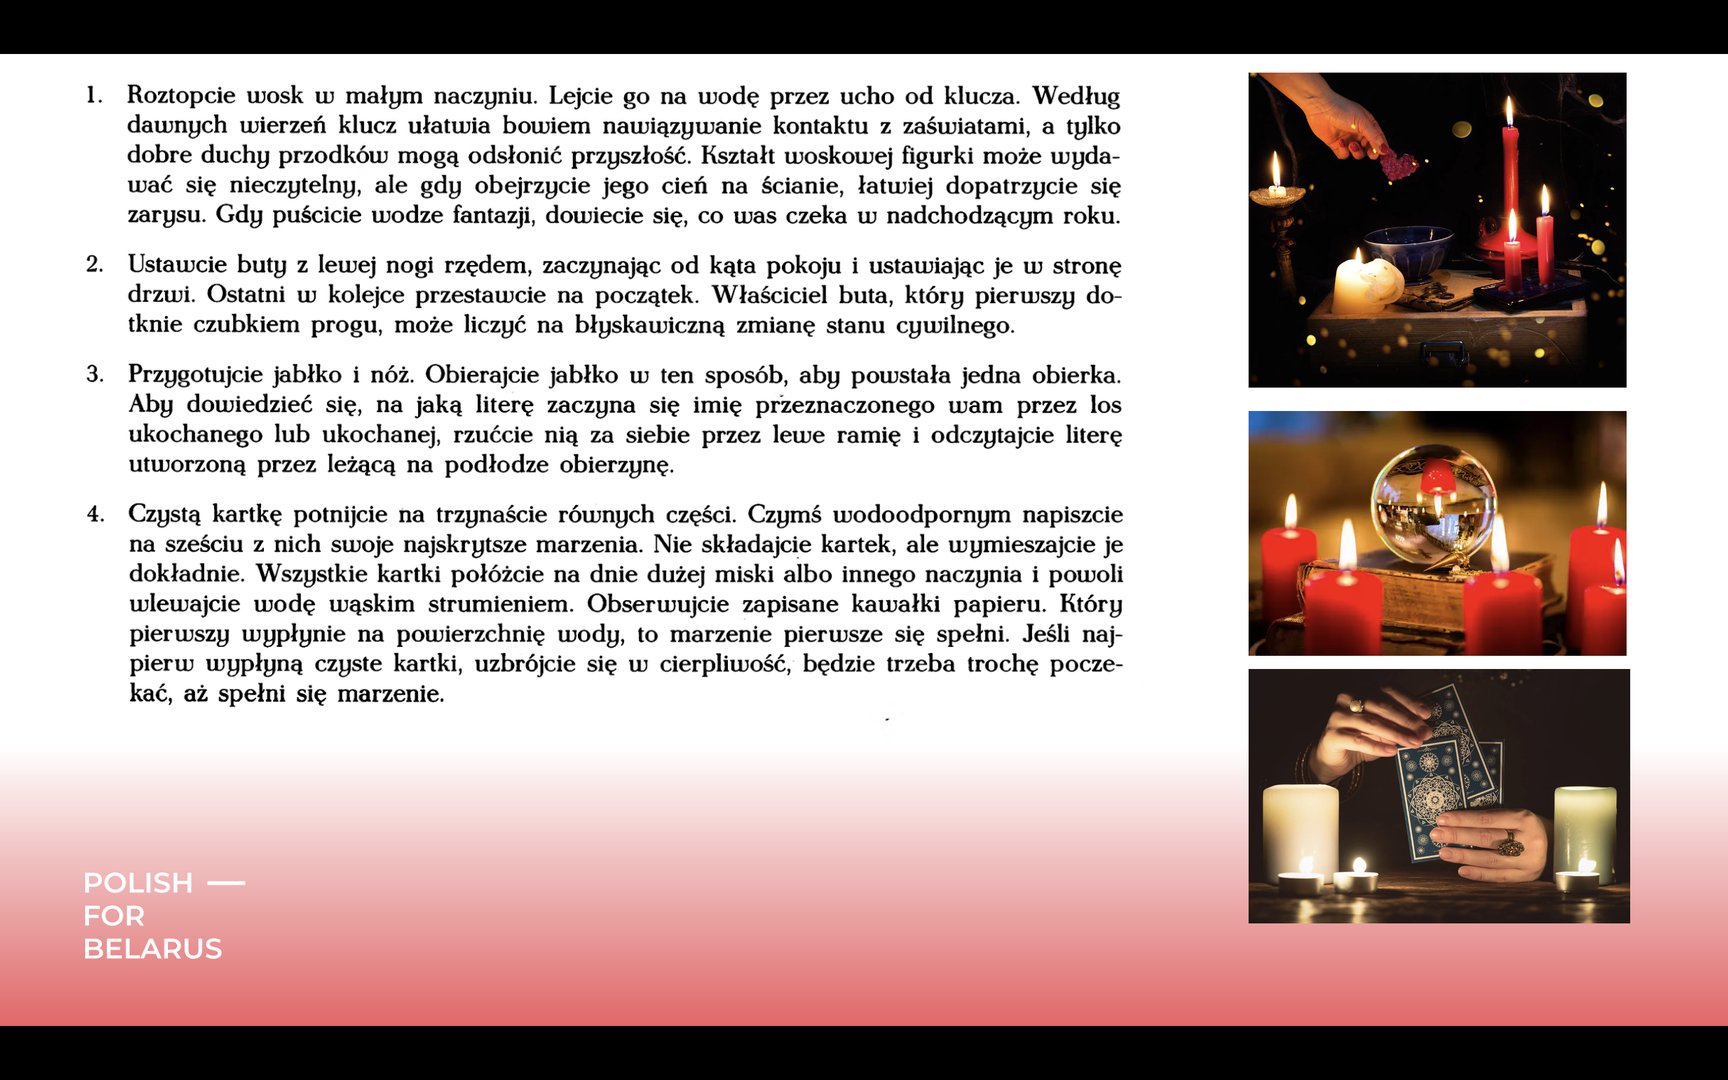 1. Roztopcie wosk w małym naczyniu. Lejcie go na wodę przez ucho od klucza. Według
dawnych wierzeń klucz ułatwia bowiem nawiązywanie kontaktu z zaświatami, a tylko
dobre duchy przodków mogą odsłonić przyszłość. Kształt woskowej figurki może wyda-
wać się nieczytelny, ale gdy obejrzycie jego cień na ścianie, łatwiej dopatrzycie się
zarysu. Gdy puścicie wodze fantazji, dowiecie się, co was czeka w nadchodzącym roku.
2. Ustawcie buty z lewej nogi rzędem, zaczynając od kąta pokoju i ustawiając je w stronę
drzwi. Ostatni w kolejce przestawcie na początek. Właściciel buta, który pierwszy do-
tknie czubkiem progu, może liczyć na błyskawiczną zmianę stanu cywilnego.
3. Przygotujcie jabłko i nóż. Obierajcie jabłko w ten sposób, aby powstała jedna obierka.
Aby dowiedzieć się, na jaką literę zaczyna się imię przeznaczonego wam przez los
ukochanego lub ukochanej, rzućcie nią za siebie przez lewe ramię i odczytajcie literę
utworzoną przez leżącą na podłodze obierzynę.
4. Czystą kartkę potnijcie na trzynaście równych części. Czymś wodoodpornym napiszcie
na sześciu z nich swoje najskrytsze marzenia. Nie składajcie kartek, ale wymieszajcie je
dokładnie. Wszystkie kartki połóżcie na dnie dużej miski albo innego naczynia i powoli
wlewajcie wodę wąskim strumieniem. Obserwujcie zapisane kawałki papieru. Który
pierwszy wypłynie na powierzchnię wody, to marzenie pierwsze się spełni. Jeśli naj-
pierw wypłyną czyste kartki, uzbrójcie się w cierpliwość, będzie trzeba trochę pocze-
kać, aż spełni się marzenie.
POLISH —
FOR
BELARUS